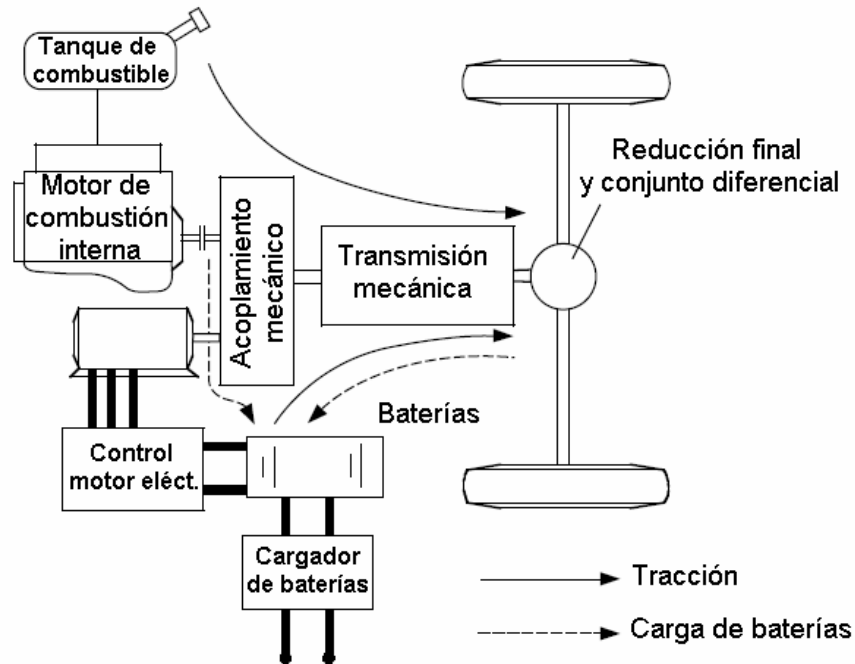 Tanque de
combustible
Motor de
combustión
interna
Acoplamiento
mecánico
Transmisión
mecánica
Reducción final
y conjunto diferencial
Baterías
Control
motor eléct.
Cargador
de baterías
Tracción
Carga de baterías